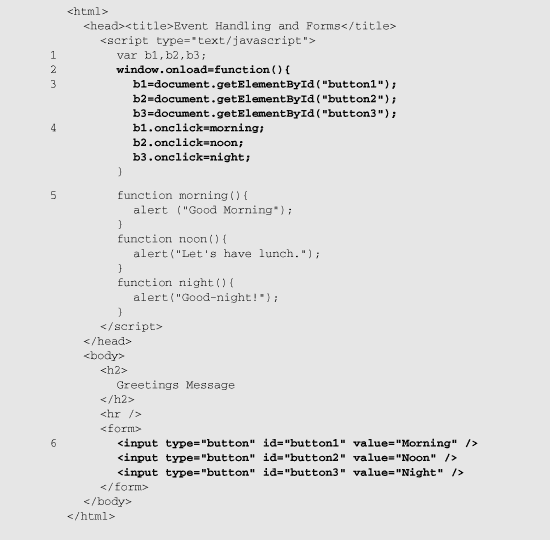 <html>
<head><title>Event Handling and Forms</title>
<script type="text/javascript">
1 var b1,b2,b3;
2 window.onload=function(){
3 b1=document.getElementById("button1");
b2=document.getElementById("button2");
b3=document.getElementById("button3");
4 b1.onclick=morning;
b2.onclick=noon;
b3.onclick=night;
}
5 function morning(){
alert ("Good Morning");
}
function noon(){
alert("Let's have lunch.");
}
function night(){
alert("Good-night!");
}
</script>
</head>
<body>
<h2>
Greetings Message
</h2>
<hr />
<form>
6 <input type="button" id="button1" value="Morning" />
<input type="button" id="button2" value="Noon" />
<input type="button" id="button3" value="Night" />
</form>
</body>
</html>